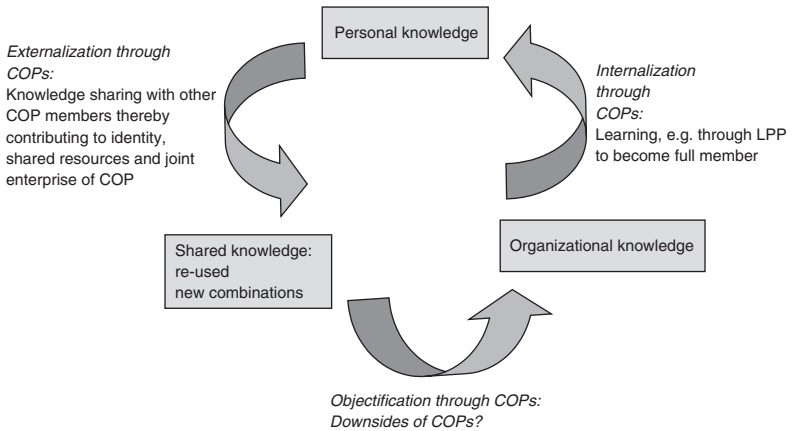 Personal knowledge
Externalization through
COPs:
Knowledge sharing with other
COP members thereby
contributing to identity,
shared resources and joint
enterprise of COP
Internalization
through
COPs:
Learning, e.g. through LPP
to become full member
Shared knowledge:
re-used
new combinations
Organizational knowledge
Objectification through COPs:
Downsides of COPs?